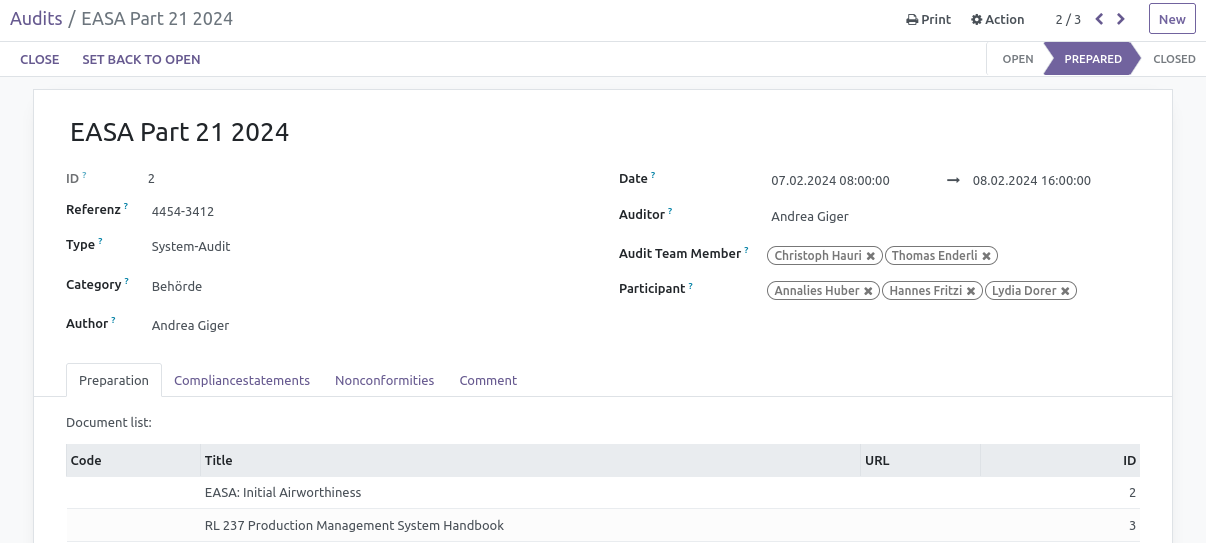 Audits / EASA Part 21 2024 Print Action 2 / 3 New
CLOSE SET BACK TO OPEN OPEN PREPARED CLOSED
EASA Part 21 2024
ID ? 2
Referenz ? 4454-3412
Type ? System-Audit
Category ? Behörde
Author ? Andrea Giger
Date ? 07.02.2024 08:00:00 → 08.02.2024 16:00:00
Auditor ? Andrea Giger
Audit Team Member ? Christoph Hauri ✖ Thomas Enderli ✖
Participant ? Annalies Huber ✖ Hannes Fritzi ✖ Lydia Dorer ✖
Preparation Compliancestatements Nonconformities Comment
Document list:
Code Title URL ID
EASA: Initial Airworthiness 2
RL 237 Production Management System Handbook 3